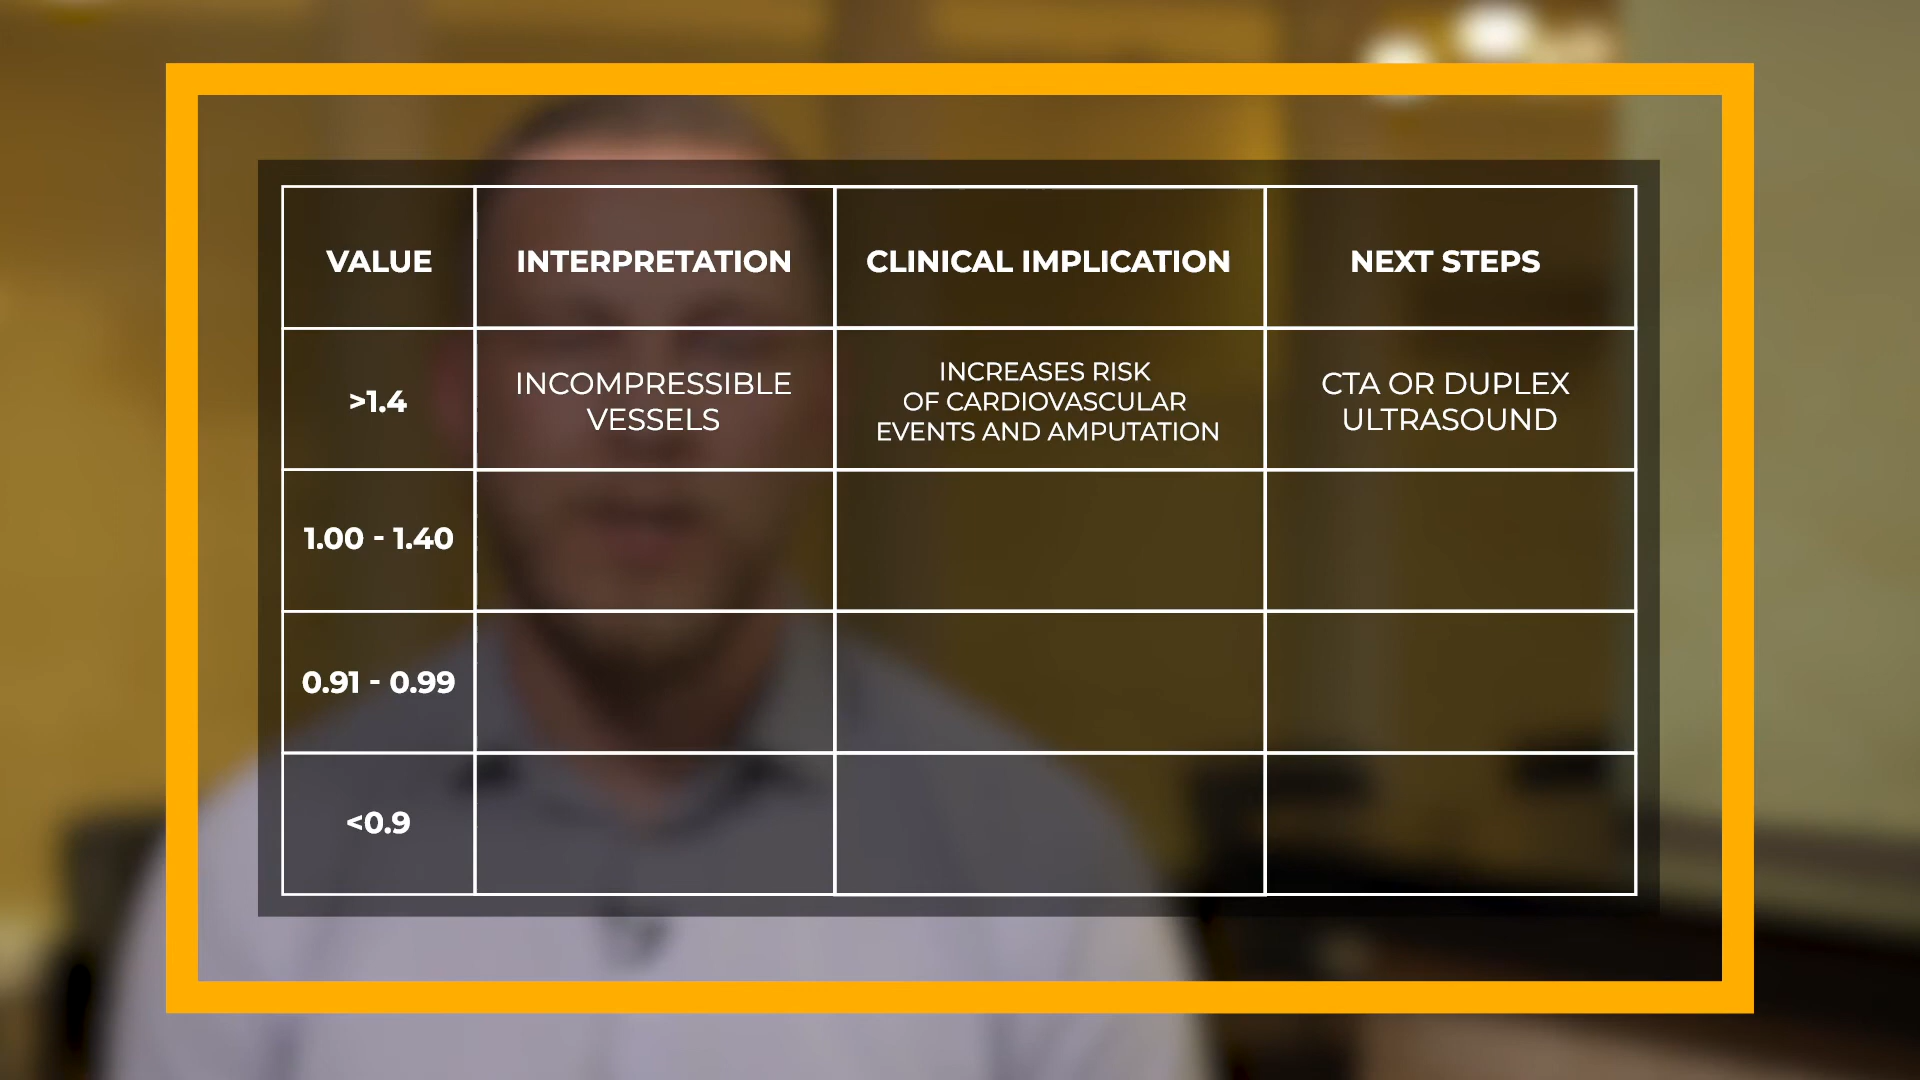 VALUE
INTERPRETATION
CLINICAL IMPLICATION
NEXT STEPS
>1.4
INCOMPRESSIBLE
VESSELS
INCREASES RISK
OF CARDIOVASCULAR
EVENTS AND AMPUTATION
CTA OR DUPLEX
ULTRASOUND
1.00 - 1.40
0.91 - 0.99
<0.9